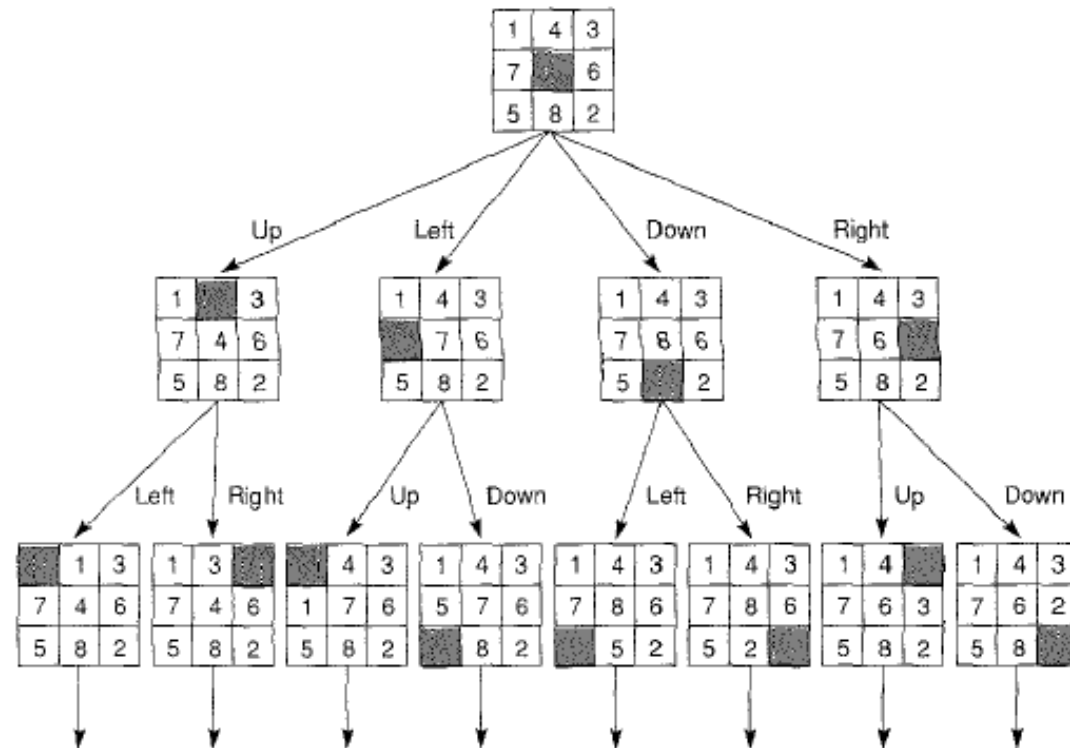 1 4 3
7 6
5 8 2
Up Left Down Right
1 3 1 4 3 1 4 3 1 4 3
7 4 6 7 6 7 8 6 7 6
5 8 2 5 8 2 5 2 5 8 2
Left Right Up Down Left Right Up Down
1 3 1 3 4 3 1 4 3 1 4 3 1 4 3 1 4 1 4 3
7 4 6 7 4 6 1 7 6 5 7 6 7 8 6 7 8 6 7 6 3 7 6 2
5 8 2 5 8 2 5 8 2 8 2 5 2 5 2 5 8 2 5 8